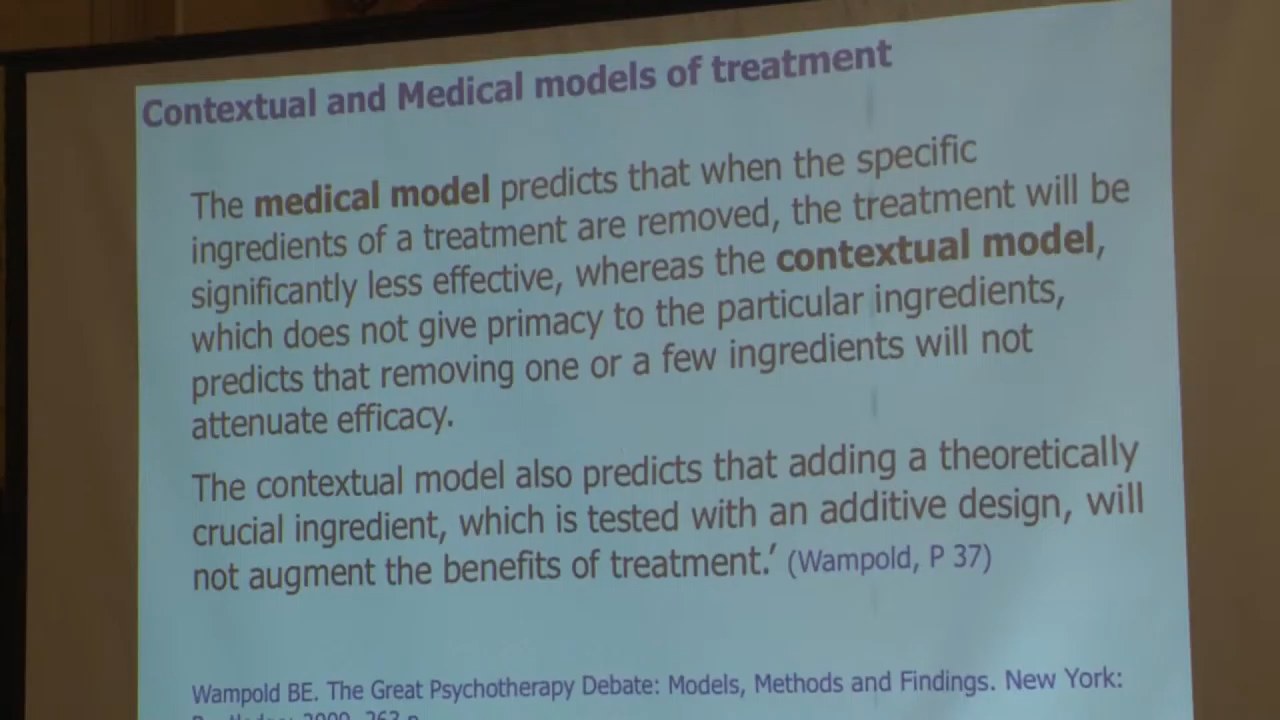 Contextual and Medical models of treatment
The medical model predicts that when the specific
ingredients of a treatment are removed, the treatment will be
significantly less effective, whereas the contextual model,
which does not give primacy to the particular ingredients,
predicts that removing one or a few ingredients will not
attenuate efficacy.
The contextual model also predicts that adding a theoretically
crucial ingredient, which is tested with an additive design, will
not augment the benefits of treatment.’ (Wampold, P 37)
Wampold BE. The Great Psychotherapy Debate: Models, Methods and Findings. New York: